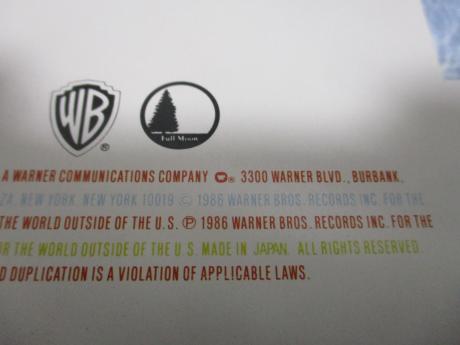 WB ®
Full Moon
A WARNER COMMUNICATIONS COMPANY ® 3300 WARNER BLVD., BURBANK,
ZA, NEW YORK, NEW YORK 10019 © 1986 WARNER BROS. RECORDS INC. FOR THE
THE WORLD OUTSIDE OF THE U.S. ℗ 1986 WARNER BROS. RECORDS INC. FOR THE
OR THE WORLD OUTSIDE OF THE U.S. MADE IN JAPAN. ALL RIGHTS RESERVED.
D DUPLICATION IS A VIOLATION OF APPLICABLE LAWS.